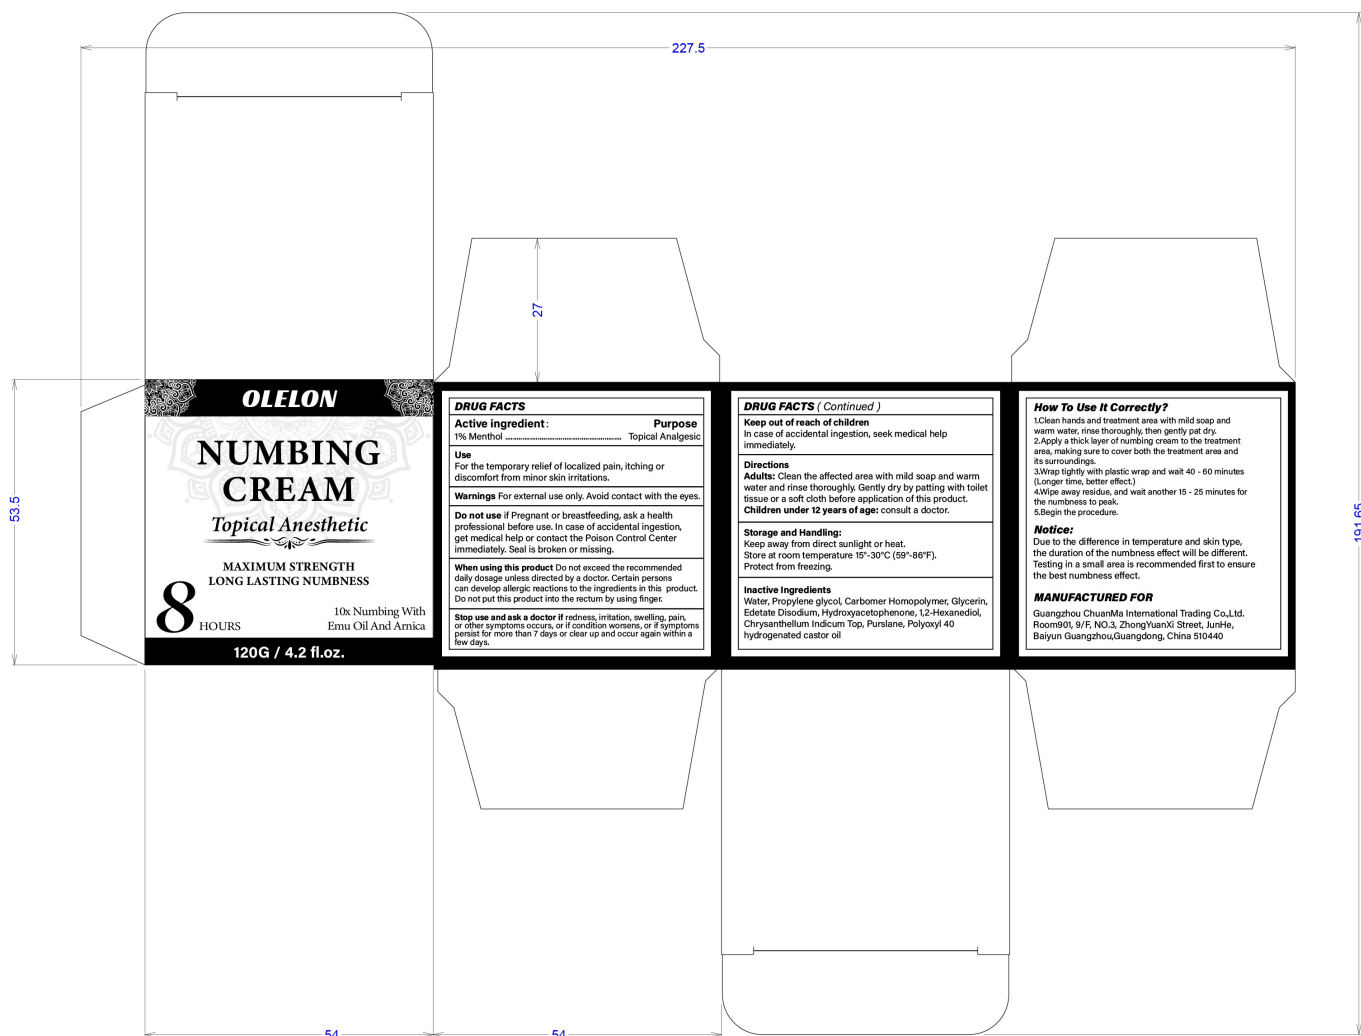 227.5
27
53.5
191.65
OLELON
NUMBING
CREAM
Topical Anesthetic
MAXIMUM STRENGTH
LONG LASTING NUMBNESS
8 HOURS
10x Numbing With
Emu Oil And Arnica
120G / 4.2 fl.oz.
DRUG FACTS
Active ingredient: Purpose
1% Menthol ........................................................ Topical Analgesic
Use
For the temporary relief of localized pain, itching or
discomfort from minor skin irritations.
Warnings For external use only. Avoid contact with the eyes.
Do not use if Pregnant or breastfeeding, ask a health
professional before use. In case of accidental ingestion,
get medical help or contact the Poison Control Center
immediately. Seal is broken or missing.
When using this product Do not exceed the recommended
daily dosage unless directed by a doctor. Certain persons
can develop allergic reactions to the ingredients in this product.
Do not put this product into the rectum by using finger.
Stop use and ask a doctor if redness, irritation, swelling, pain,
or other symptoms occurs, or if condition worsens, or if symptoms
persist for more than 7 days or clear up and occur again within a
few days.
DRUG FACTS ( Continued )
Keep out of reach of children
In case of accidental ingestion, seek medical help
immediately.
Directions
Adults: Clean the affected area with mild soap and warm
water and rinse thoroughly. Gently dry by patting with toilet
tissue or a soft cloth before application of this product.
Children under 12 years of age: consult a doctor.
Storage and Handling:
Keep away from direct sunlight or heat.
Store at room temperature 15°-30°C (59°-86°F).
Protect from freezing.
Inactive Ingredients
Water, Propylene glycol, Carbomer Homopolymer, Glycerin,
Edetate Disodium, Hydroxyacetophenone, 1,2-Hexanediol,
Chrysanthellum Indicum Top, Purslane, Polyoxyl 40
hydrogenated castor oil
How To Use It Correctly?
1.Clean hands and treatment area with mild soap and
warm water, rinse thoroughly, then gently pat dry.
2.Apply a thick layer of numbing cream to the treatment
area, making sure to cover both the treatment area and
its surroundings.
3.Wrap tightly with plastic wrap and wait 40 - 60 minutes
(Longer time, better effect.)
4.Wipe away residue, and wait another 15 - 25 minutes for
the numbness to peak.
5.Begin the procedure.
Notice:
Due to the difference in temperature and skin type,
the duration of the numbness effect will be different.
Testing in a small area is recommended first to ensure
the best numbness effect.
MANUFACTURED FOR
Guangzhou ChuanMa International Trading Co.,Ltd.
Room901, 9/F, NO.3, ZhongYuanXi Street, JunHe,
Baiyun Guangzhou,Guangdong, China 510440
54
54